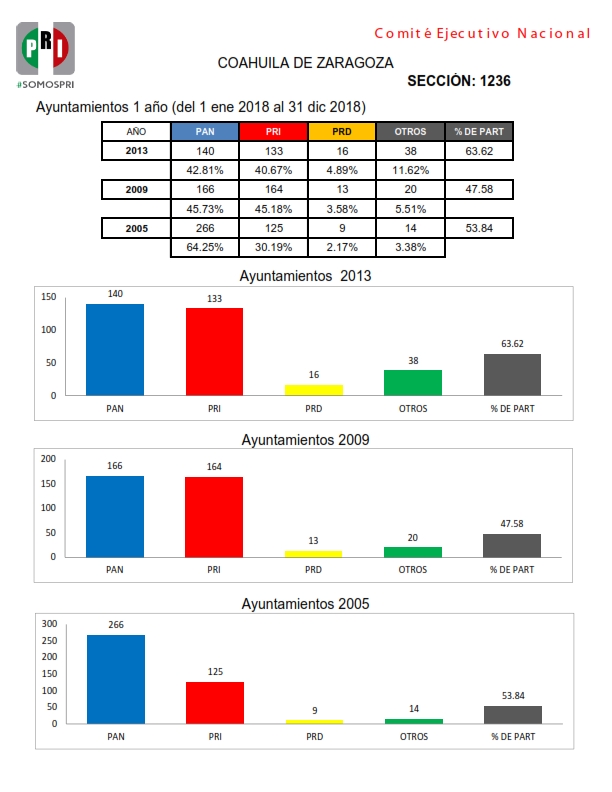 Comité Ejecutivo Nacional
PRI
#SOMOSPRI
COAHUILA DE ZARAGOZA
SECCIÓN: 1236
Ayuntamientos 1 año (del 1 ene 2018 al 31 dic 2018)
AÑO PAN PRI PRD OTROS % DE PART
2013 140 133 16 38 63.62
42.81% 40.67% 4.89% 11.62%
2009 166 164 13 20 47.58
45.73% 45.18% 3.58% 5.51%
2005 266 125 9 14 53.84
64.25% 30.19% 2.17% 3.38%
Ayuntamientos 2013
150
100
50
0
140 133 16 38 63.62
PAN PRI PRD OTROS % DE PART
Ayuntamientos 2009
200
150
100
50
0
166 164 13 20 47.58
PAN PRI PRD OTROS % DE PART
Ayuntamientos 2005
300
250
200
150
100
50
0
266 125 9 14 53.84
PAN PRI PRD OTROS % DE PART